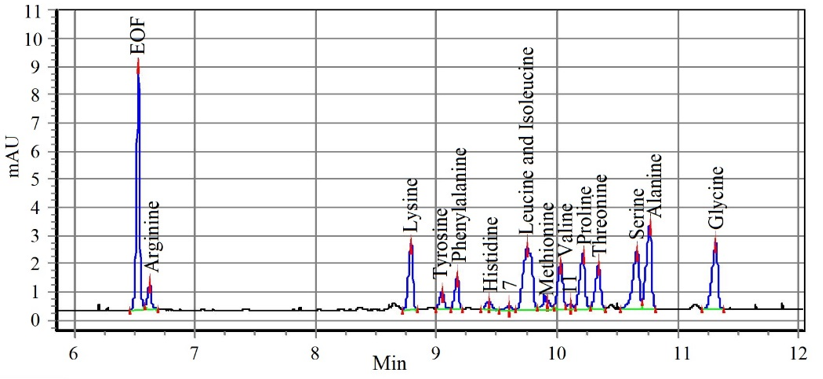 11
10
9
8
7
6
5
4
3
2
1
0
mAU
EOF
Arginine
Lysine
Tyrosine
Phenylalanine
Histidine
7
Leucine and Isoleucine
Methionine
Valine
11
Proline
Threonine
Serine
Alanine
Glycine
6 7 8 9 10 11 12
Min